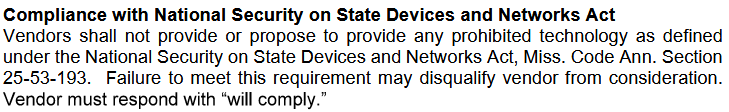 Compliance with National Security on State Devices and Networks Act
Vendors shall not provide or propose to provide any prohibited technology as defined
under the National Security on State Devices and Networks Act, Miss. Code Ann. Section
25-53-193.  Failure to meet this requirement may disqualify vendor from consideration.
Vendor must respond with “will comply.”